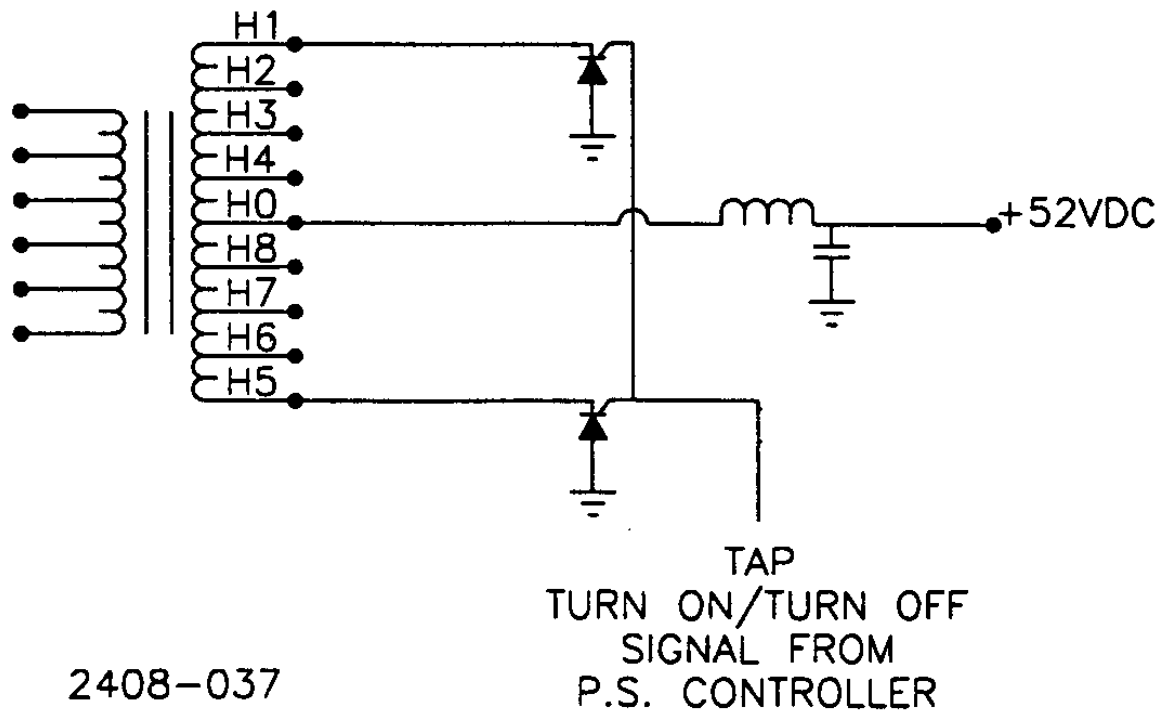 H1
H2
H3
H4
H0
H8
H7
H6
H5
+52VDC
TAP
TURN ON/TURN OFF
SIGNAL FROM
P.S. CONTROLLER
2408-037